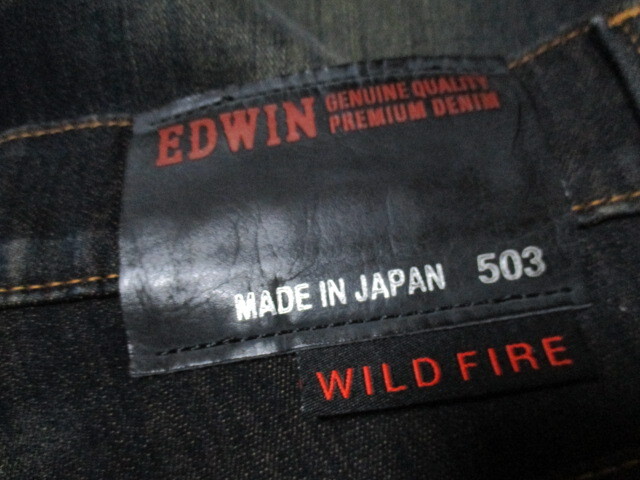 EDWIN
GENUINE QUALITY
PREMIUM DENIM
MADE IN JAPAN 503
WILD FIRE